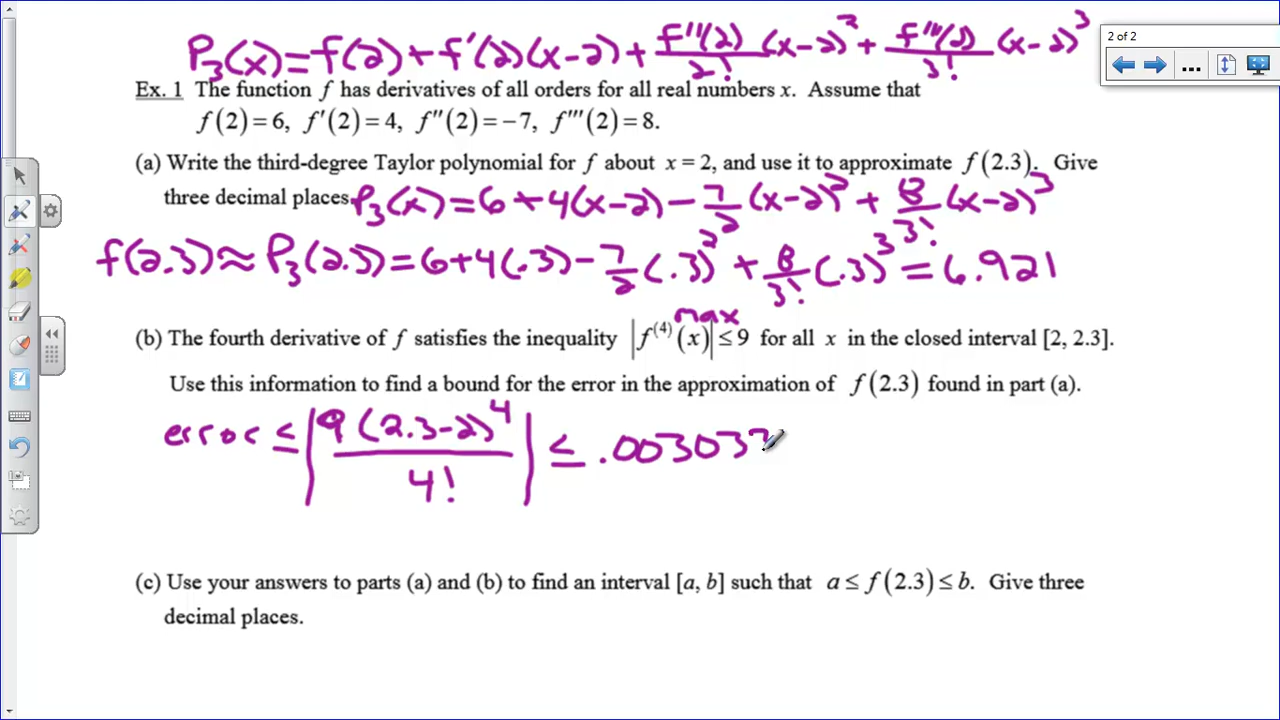 P₃(x)=f(2)+f'(2)(x-2)+f''(2)/2! (x-2)²+f'''(2)/3! (x-2)³
2 of 2
Ex. 1 The function f has derivatives of all orders for all real numbers x. Assume that
f(2)=6, f'(2)=4, f''(2)=-7, f'''(2)=8.
(a) Write the third-degree Taylor polynomial for f about x=2, and use it to approximate f(2.3). Give
three decimal places. P₃(x)=6+4(x-2)-7/2(x-2)²+8/3!(x-2)³
f(2.3)≈P₃(2.3)=6+4(.3)-7/2(.3)²+8/3!(.3)³=6.921
max
(b) The fourth derivative of f satisfies the inequality |f⁽⁴⁾(x)|≤9 for all x in the closed interval [2, 2.3].
Use this information to find a bound for the error in the approximation of f(2.3) found in part (a).
error ≤ |9(2.3-2)⁴/4!| ≤ .00303
(c) Use your answers to parts (a) and (b) to find an interval [a, b] such that a≤f(2.3)≤b. Give three
decimal places.